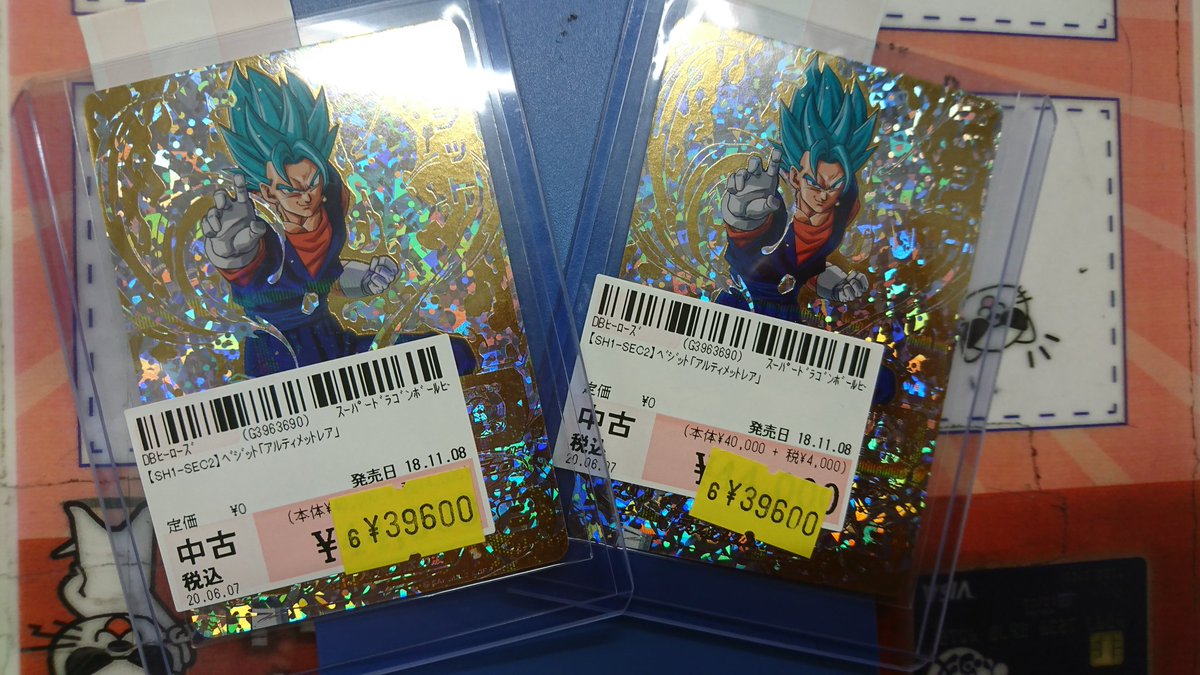 ッ
DBヒーローズ
(G3963690)
スーパードラゴンボールヒ
【SH1-SEC2】ベジット「アルティメットレア」
発売日 18.11.08
定価 ¥0
(本体¥
中古
¥
税込
20.06.07
6 ¥39600
DBヒーローズ
(G3963690)
スーパードラゴンボールヒ
【SH1-SEC2】ベジット「アルティメットレア」
定価 ¥0
発売日 18.11.08
中古
(本体¥40,000 + 税¥4,000)
税込
20.06.07
6 ¥39600
VISA